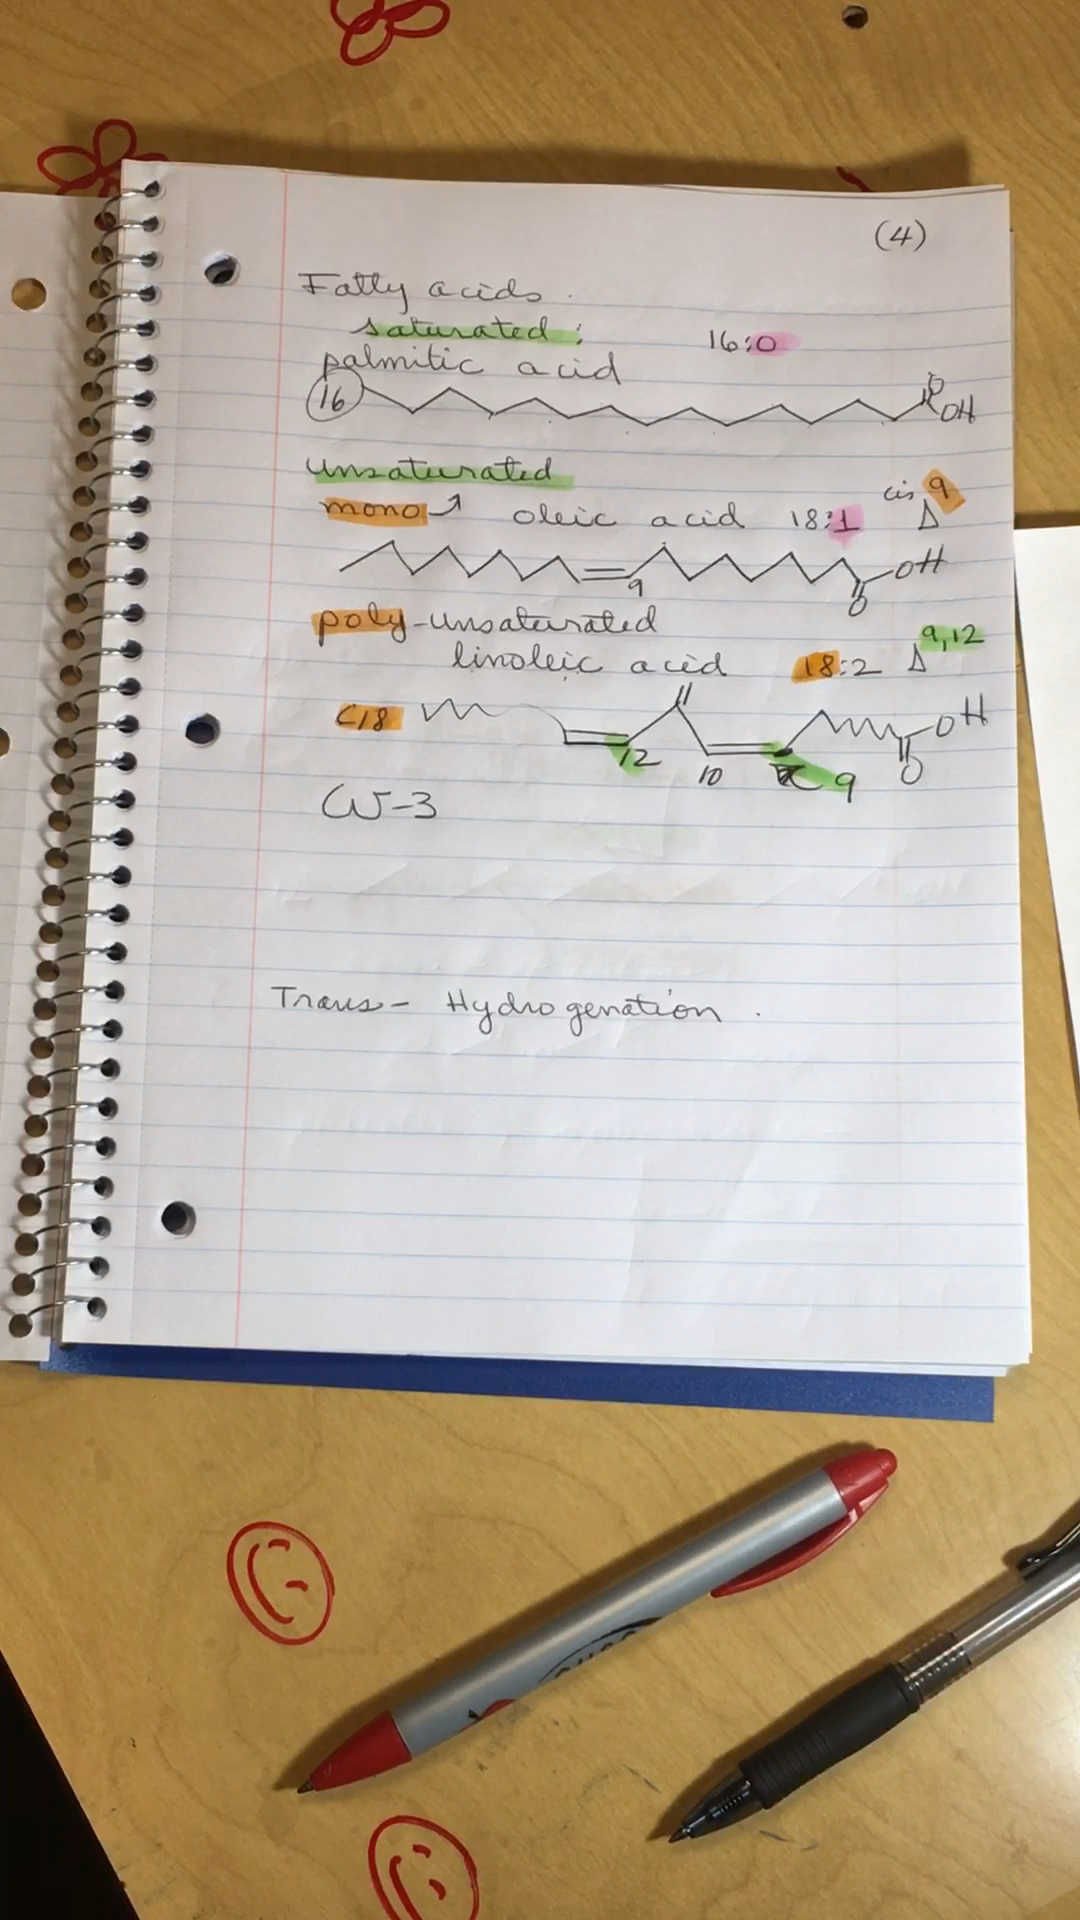 (4)
Fatty acids.
saturated: 16:0
palmitic acid
16 O OH
unsaturated
mono oleic acid 18:1 cis Δ 9
9 OH O
poly-unsaturated
linoleic acid 18:2 Δ 9,12
C18 12 10 9 OH O
ω-3
Trans- Hydrogenation.